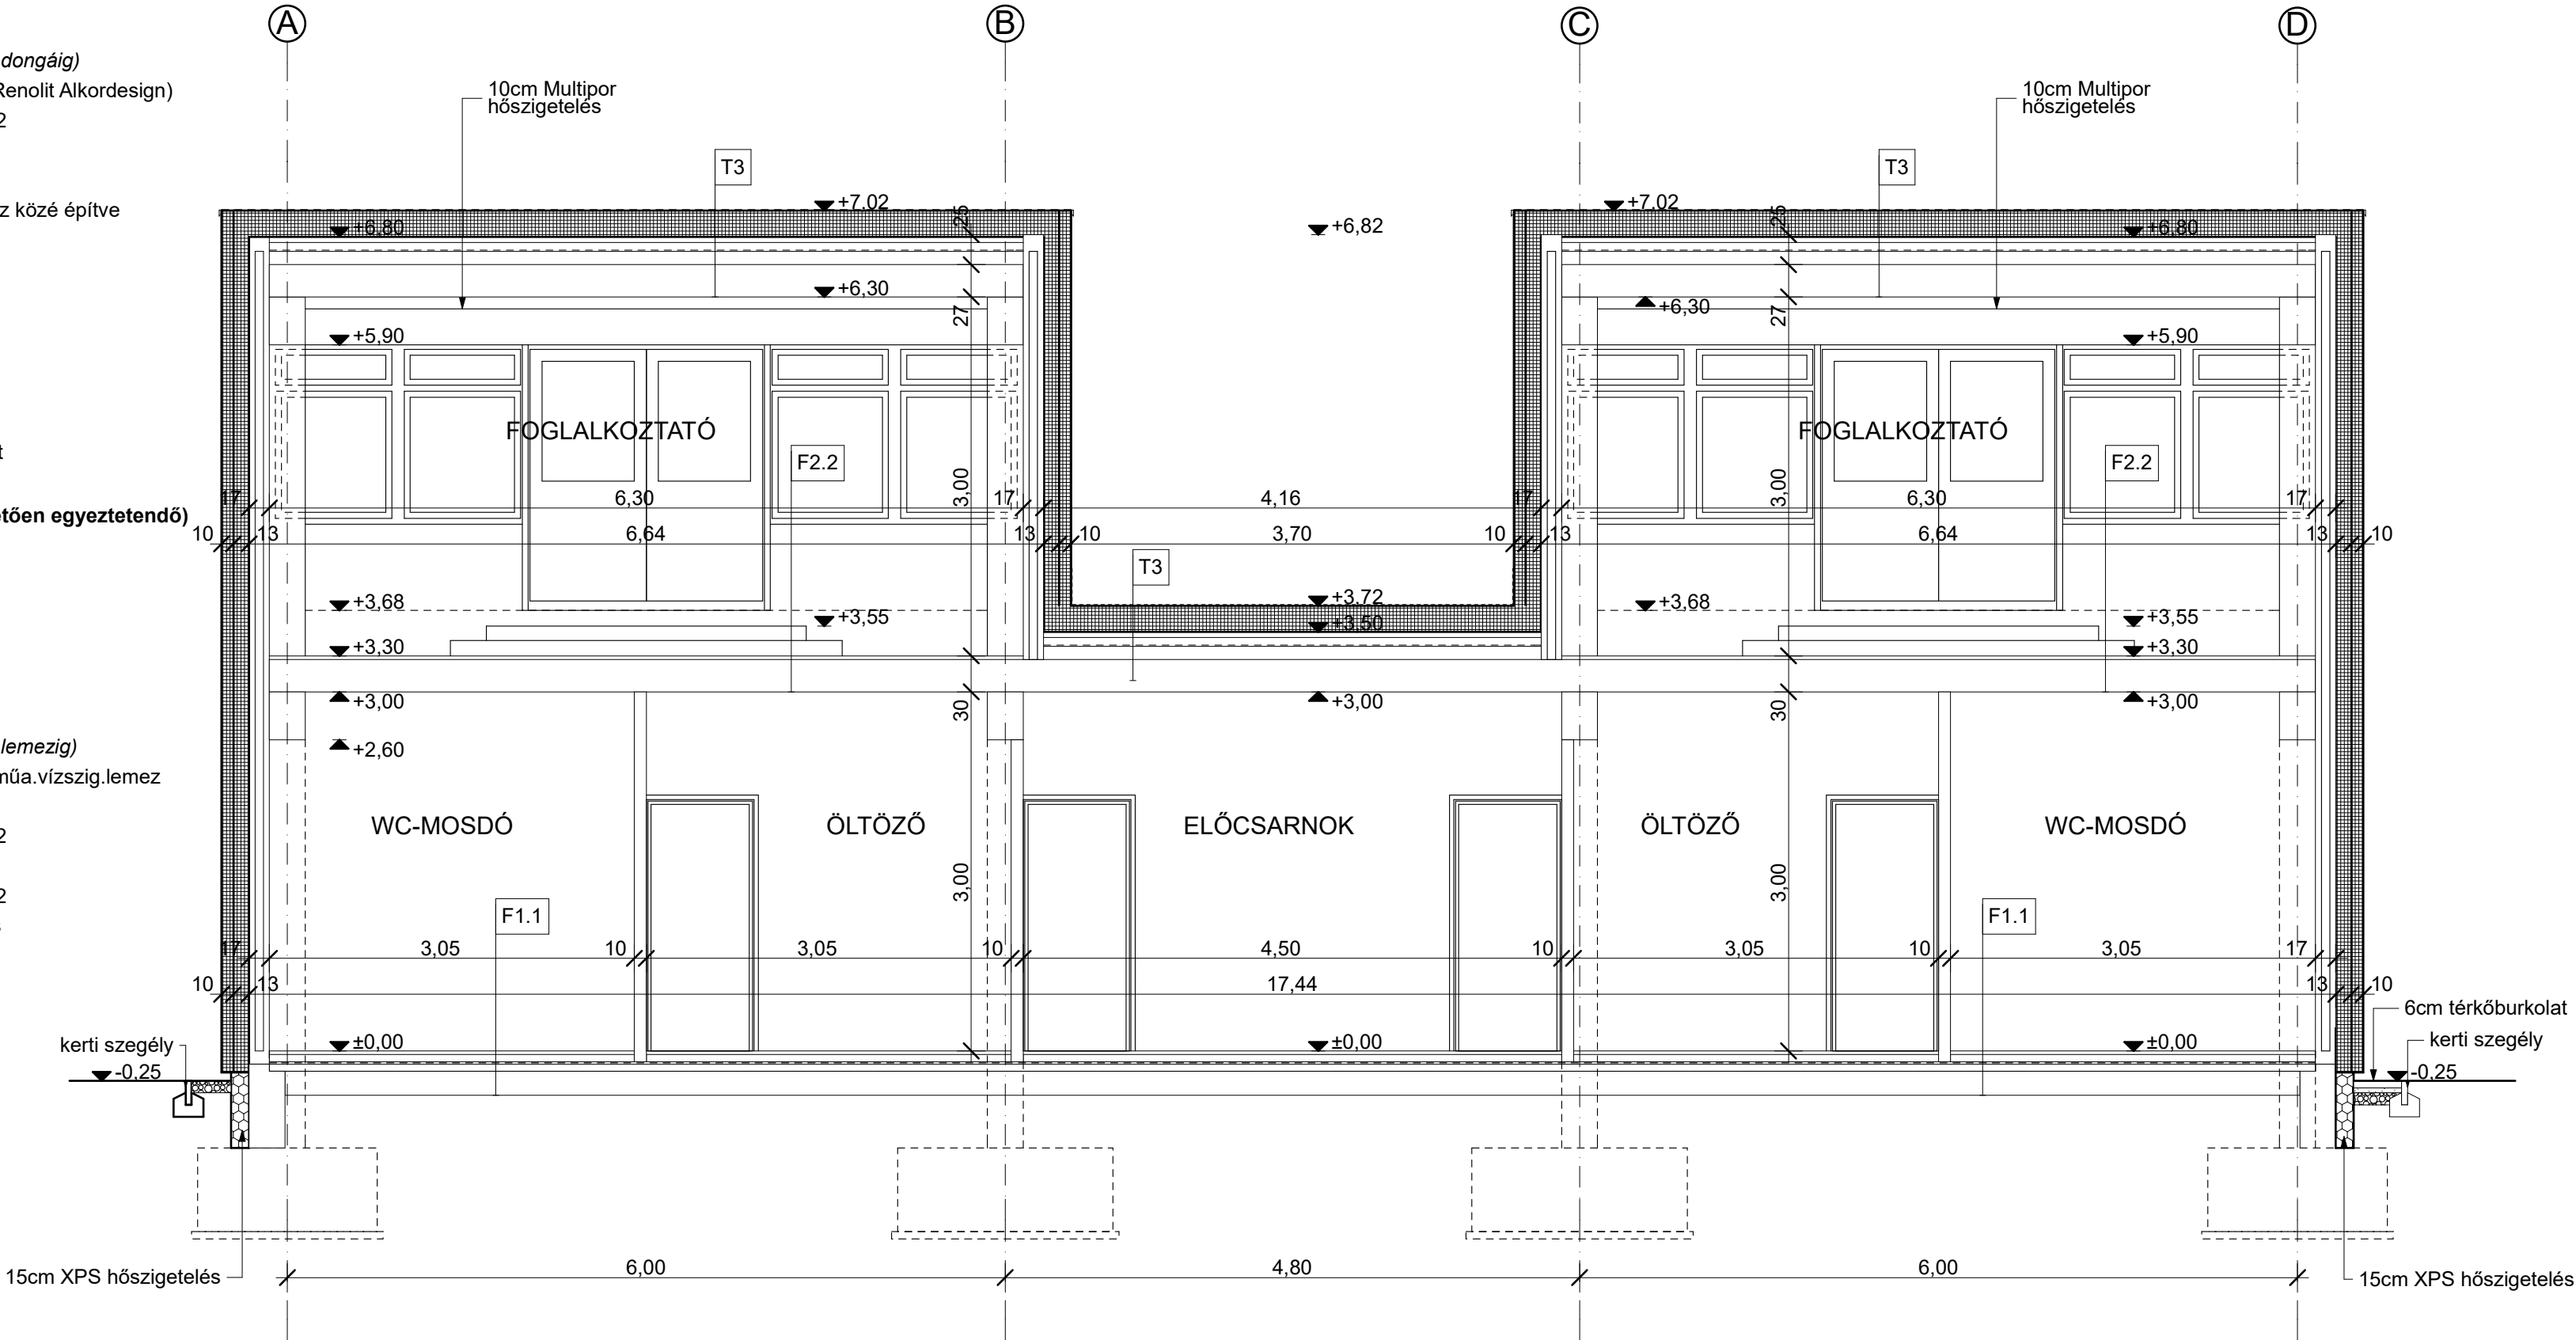 A
B
C
D
dongáig)
Renolit Alkordesign)
2
10cm Multipor
hőszigetelés
10cm Multipor
hőszigetelés
T3
T3
z közé építve
+7,02
+7,02
+6,82
+6,80
25
25
+6,80
+6,30
+6,30
27
27
+5,90
+5,90
FOGLALKOZTATÓ
FOGLALKOZTATÓ
t
F2.2
F2.2
3,00
3,00
17
6,30
17
4,16
17
6,30
17
etően egyeztetendő)
10
13
6,64
13
10
3,70
10
13
6,64
13
10
T3
+3,68
+3,72
+3,68
+3,55
+3,50
+3,55
+3,30
+3,30
+3,00
30
+3,00
30
+3,00
lemezig)
+2,60
műa.vízszig.lemez
WC-MOSDÓ
ÖLTÖZŐ
ELŐCSARNOK
ÖLTÖZŐ
WC-MOSDÓ
2
3,00
3,00
2
F1.1
F1.1
17
3,05
10
3,05
10
4,50
10
3,05
10
3,05
17
10
13
17,44
13
10
6cm térkőburkolat
kerti szegély
±0,00
±0,00
±0,00
kerti szegély
-0,25
-0,25
15cm XPS hőszigetelés
6,00
4,80
6,00
15cm XPS hőszigetelés